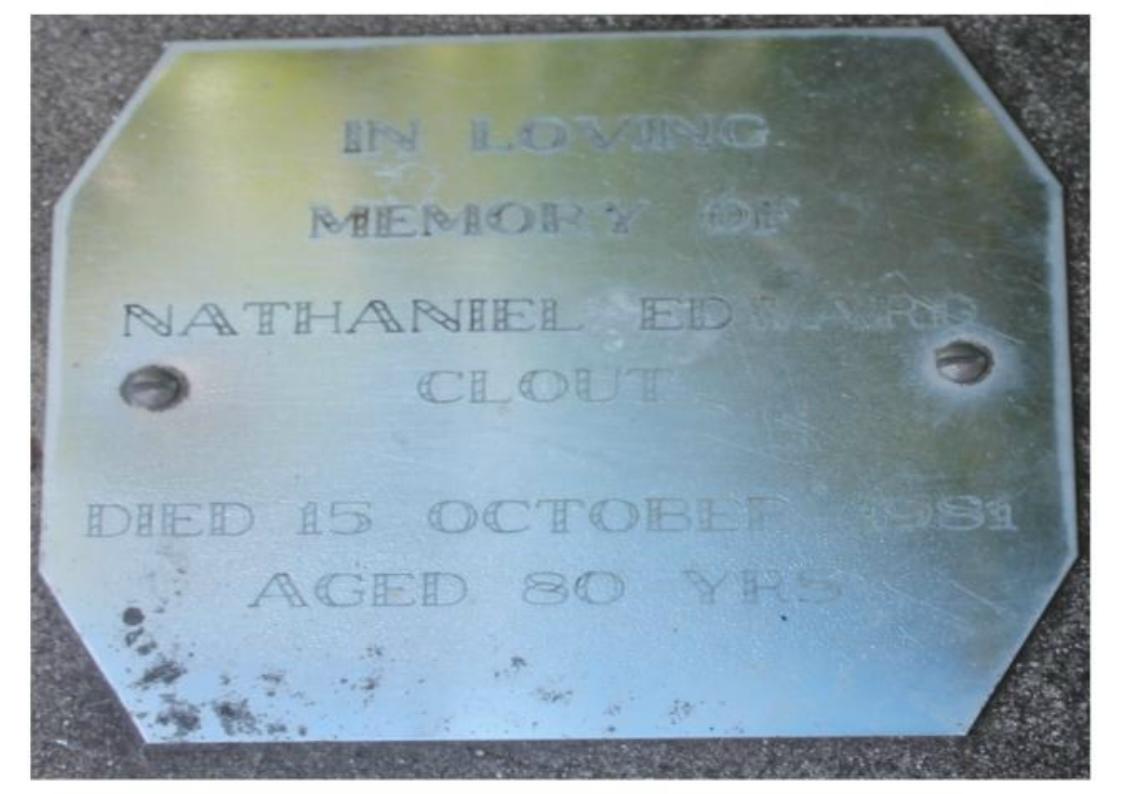 IN LOVING
MEMORY OF
NATHANIEL EDWARD
CLOUT
DIED 15 OCTOBER 1981
AGED 80 YRS